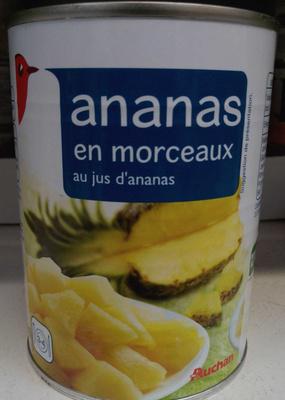 ananas
en morceaux
au jus d'ananas
Suggestion de présentation.
Auchan